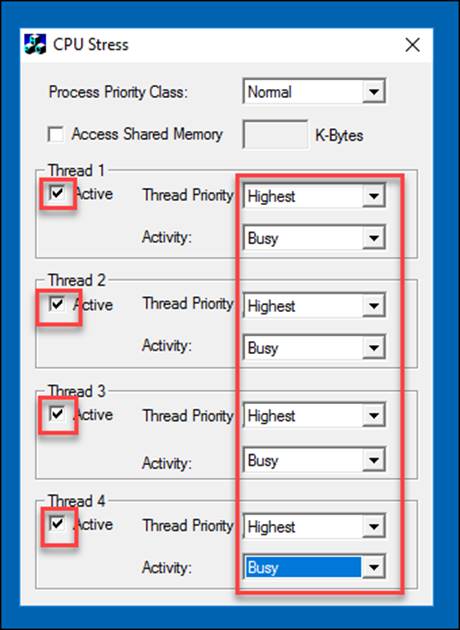 CPU Stress
Process Priority Class: Normal
Access Shared Memory K-Bytes
Thread 1
Active Thread Priority Highest
Activity: Busy
Thread 2
Active Thread Priority Highest
Activity: Busy
Thread 3
Active Thread Priority Highest
Activity: Busy
Thread 4
Active Thread Priority Highest
Activity: Busy